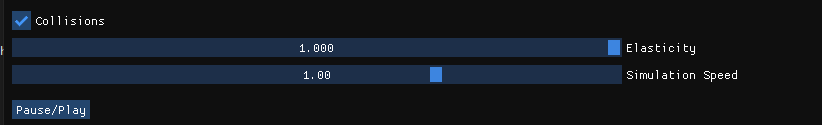 Collisions
1.000 Elasticity
1.00 Simulation Speed
Pause/Play